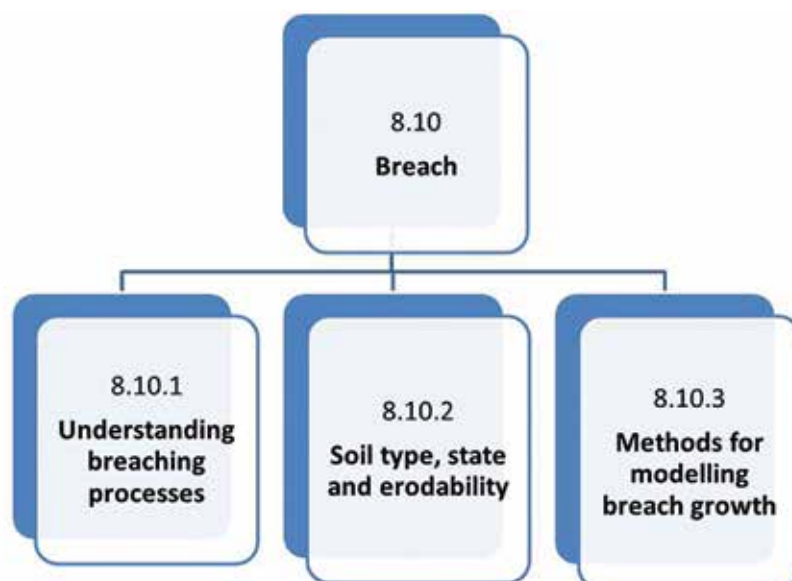 8.10
Breach
8.10.1
Understanding
breaching
processes
8.10.2
Soil type, state
and erodability
8.10.3
Methods for
modelling
breach growth